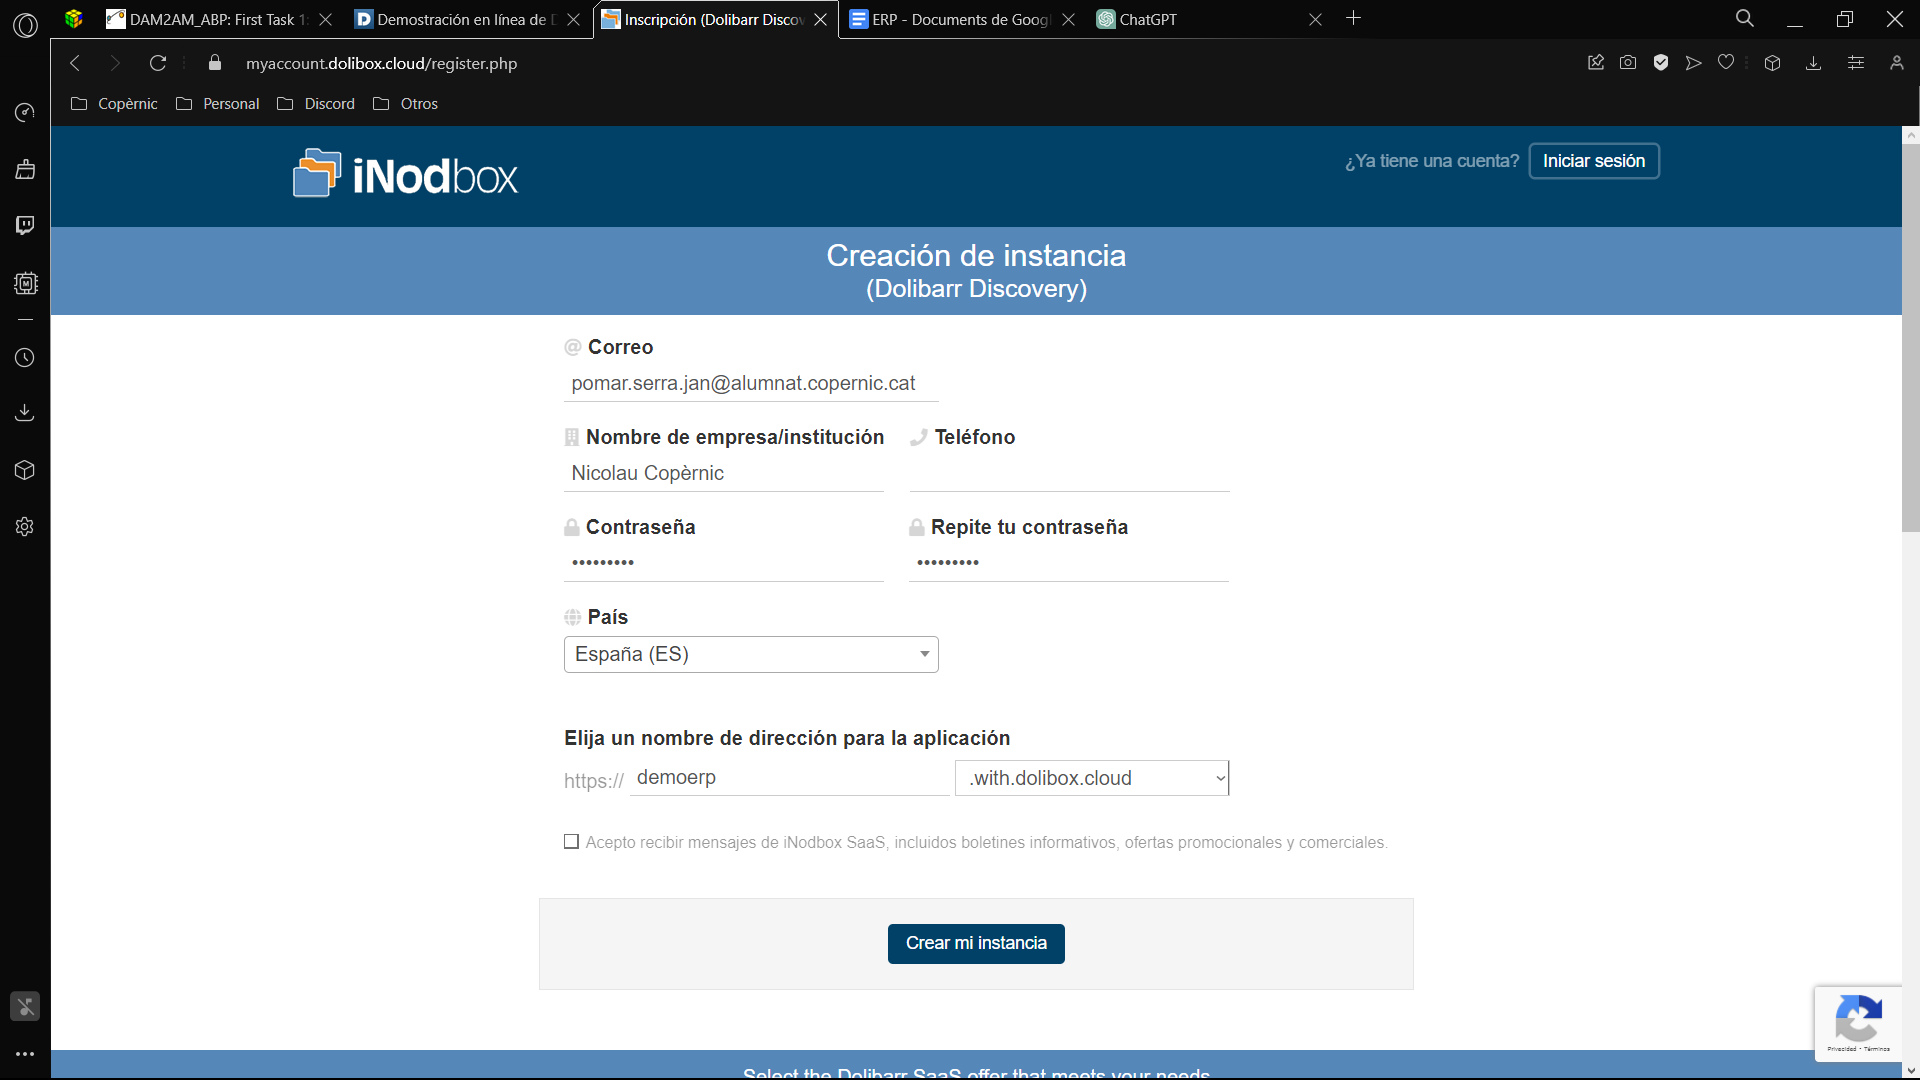 DAM2AM_ABP: First Task 1:
Demostración en línea de D
Inscripción (Dolibarr Discov
ERP - Documents de Googl
ChatGPT
myaccount.dolibox.cloud/register.php
Copèrnic
Personal
Discord
Otros
iNodbox
¿Ya tiene una cuenta?
Iniciar sesión
Creación de instancia
(Dolibarr Discovery)
Correo
pomar.serra.jan@alumnat.copernic.cat
Nombre de empresa/institución
Teléfono
Nicolau Copèrnic
Contraseña
Repite tu contraseña
•••••••••
•••••••••
País
España (ES)
Elija un nombre de dirección para la aplicación
https://
demoerp
.with.dolibox.cloud
Acepto recibir mensajes de iNodbox SaaS, incluidos boletines informativos, ofertas promocionales y comerciales.
Crear mi instancia
Privacidad - Términos
Select the Dolibarr SaaS offer that meets your needs